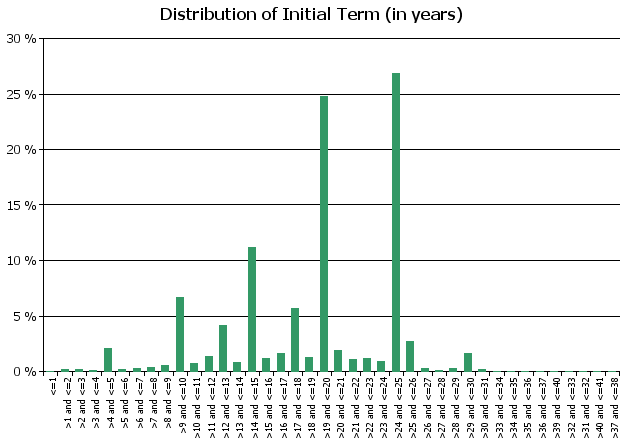 Distribution of Initial Term (in years)
30 %
25 %
20 %
15 %
10 %
5 %
0 %
<=1
>1 and <=2
>2 and <=3
>3 and <=4
>4 and <=5
>5 and <=6
>6 and <=7
>7 and <=8
>8 and <=9
>9 and <=10
>10 and <=11
>11 and <=12
>12 and <=13
>13 and <=14
>14 and <=15
>15 and <=16
>16 and <=17
>17 and <=18
>18 and <=19
>19 and <=20
>20 and <=21
>21 and <=22
>22 and <=23
>23 and <=24
>24 and <=25
>25 and <=26
>26 and <=27
>27 and <=28
>28 and <=29
>29 and <=30
>30 and <=31
>33 and <=34
>34 and <=35
>35 and <=36
>36 and <=37
>39 and <=40
>32 and <=33
>31 and <=32
>40 and <=41
>37 and <=38